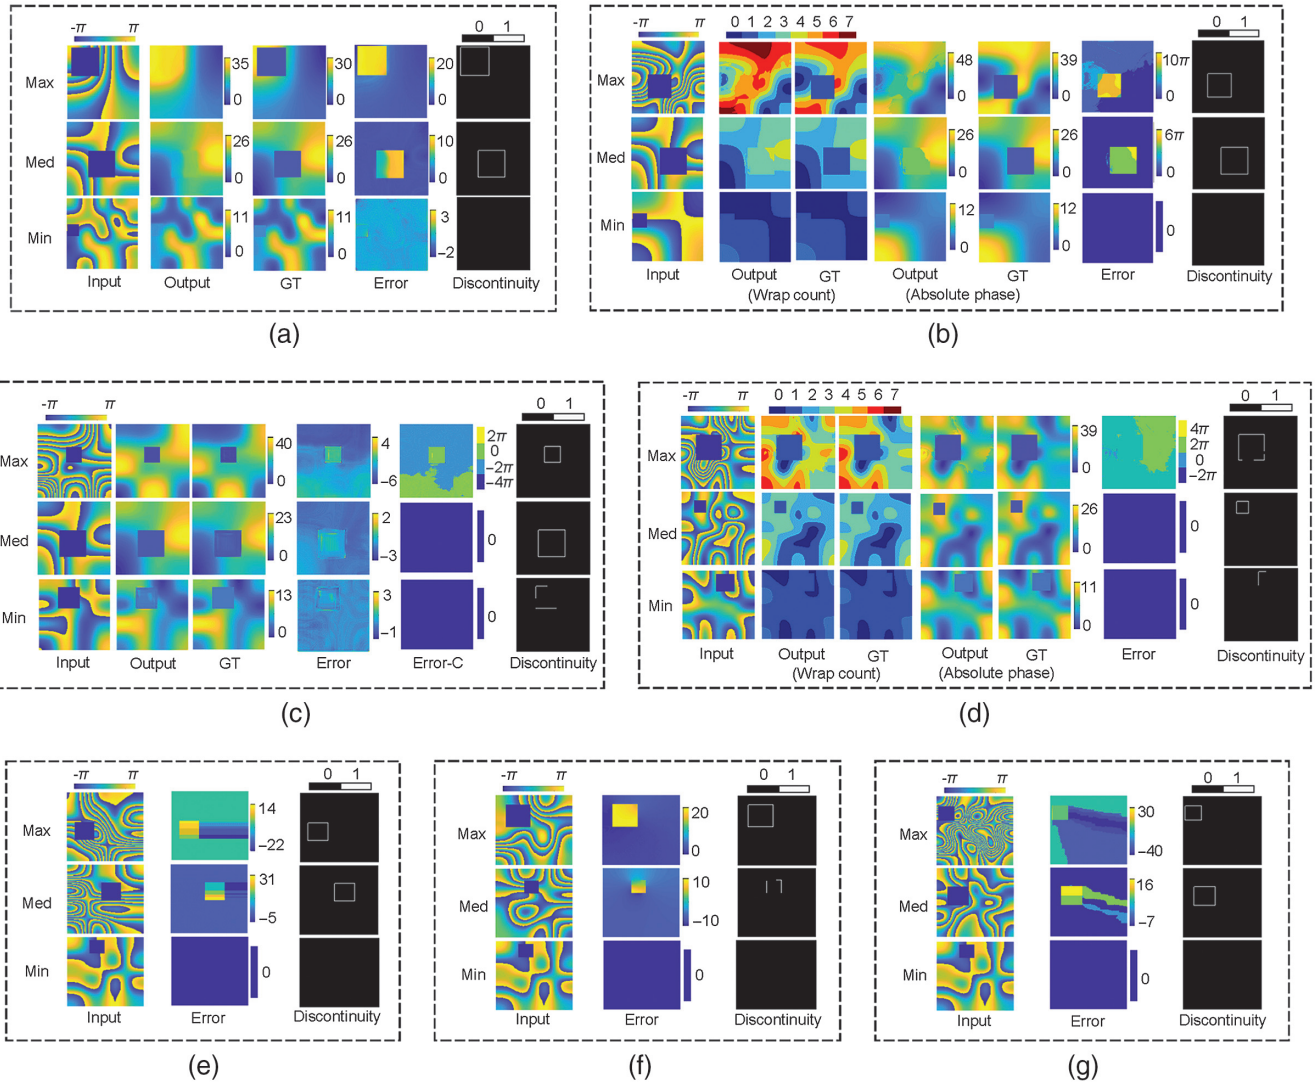 -π π 0 1
Max 35 0 30 0 20 0
Med 26 0 26 0 10 0
Min 11 0 11 0 3 −2
Input Output GT Error Discontinuity
(a)
-π π 0 1 2 3 4 5 6 7 0 1
Max 48 0 39 0 10π 0
Med 26 0 26 0 6π 0
Min 12 0 12 0 0
Input Output GT Output GT Error Discontinuity
(Wrap count) (Absolute phase)
(b)
-π π 0 1
Max 40 0 4 −6 2π 0 −2π −4π
Med 23 0 2 −3 0
Min 13 0 3 −1 0
Input Output GT Error Error-C Discontinuity
(c)
-π π 0 1 2 3 4 5 6 7 0 1
Max 39 0 4π 2π 0 −2π
Med 26 0 0
Min 11 0 0
Input Output GT Output GT Error Discontinuity
(Wrap count) (Absolute phase)
(d)
-π π 0 1
Max 14 −22
Med 31 −5
Min 0
Input Error Discontinuity
(e)
-π π 0 1
Max 20 0
Med 10 −10
Min 0
Input Error Discontinuity
(f)
-π π 0 1
Max 30 −40
Med 16 −7
Min 0
Input Error Discontinuity
(g)